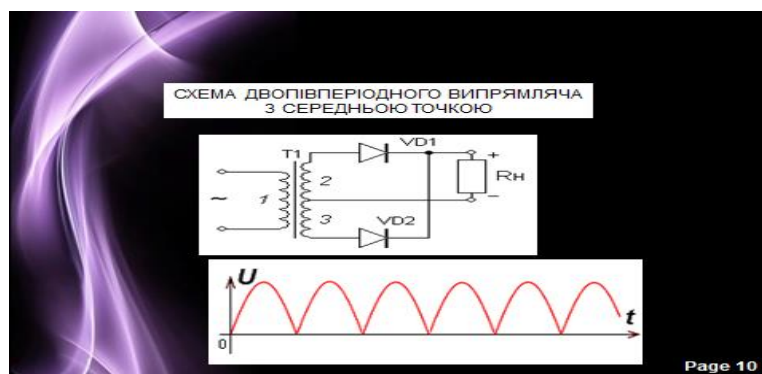 СХЕМА ДВОПІВПЕРІОДНОГО ВИПРЯМЛЯЧА
З СЕРЕДНЬОЮ ТОЧКОЮ
T1
VD1
+
2
Rн
~
1
3
VD2
−
U
t
0
Page 10